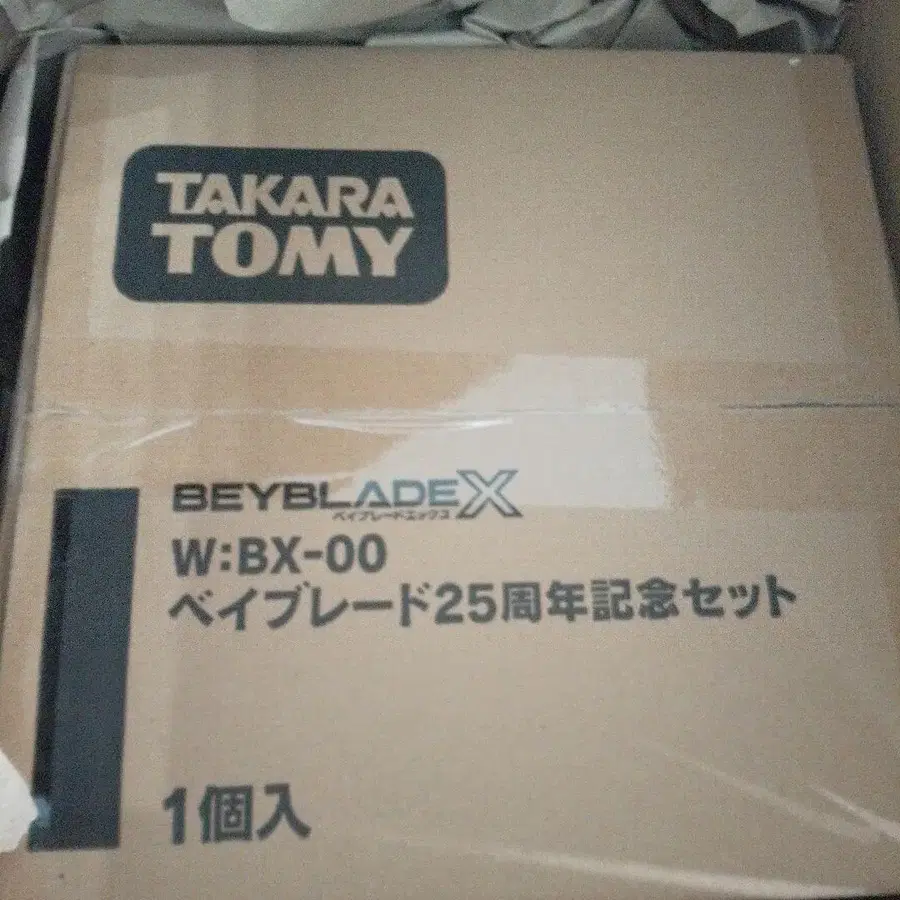 TAKARA
TOMY
BEYBLADE X
ベイブレードエックス
W:BX-00
ベイブレード25周年記念セット
1個入